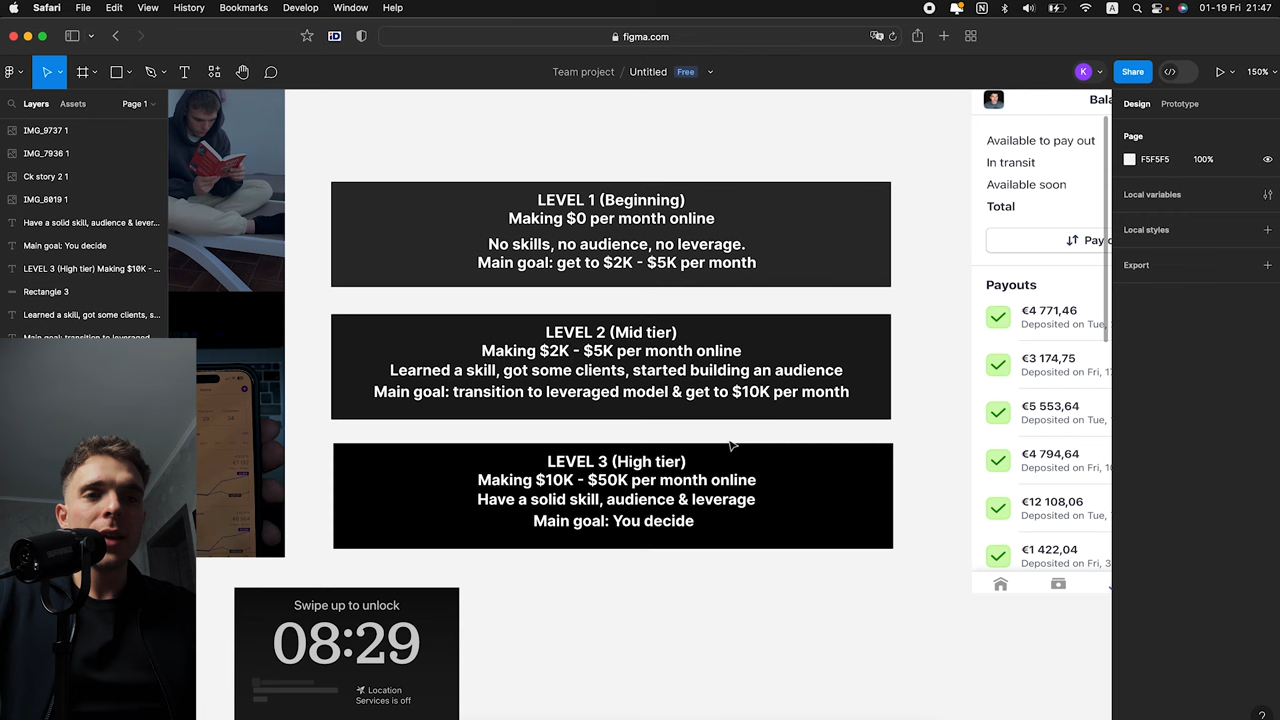 Safari File Edit View History Bookmarks Develop Window Help
A 01-19 Fri 21:47
iD figma.com
Team project / Untitled Free
K Share 150%
Layers Assets Page 1
IMG_9737 1
IMG_7936 1
Ck story 2 1
IMG_8019 1
Have a solid skill, audience & lever...
Main goal: You decide
LEVEL 3 (High tier) Making $10K - ...
Rectangle 3
Learned a skill, got some clients, s...
LEVEL 1 (Beginning)
Making $0 per month online
No skills, no audience, no leverage.
Main goal: get to $2K - $5K per month
LEVEL 2 (Mid tier)
Making $2K - $5K per month online
Learned a skill, got some clients, started building an audience
Main goal: transition to leveraged model & get to $10K per month
LEVEL 3 (High tier)
Making $10K - $50K per month online
Have a solid skill, audience & leverage
Main goal: You decide
Swipe up to unlock
08:29
Location
Services is off
Bala
Available to pay out
In transit
Available soon
Total
Pay
Payouts
€4 771,46
Deposited on Tue,
€3 174,75
Deposited on Fri, 1
€5 553,64
Deposited on Tue,
€4 794,64
Deposited on Fri, 1
€12 108,06
Deposited on Tue,
€1 422,04
Deposited on Fri, 3
Design Prototype
Page
F5F5F5 100%
Local variables
Local styles
Export
?